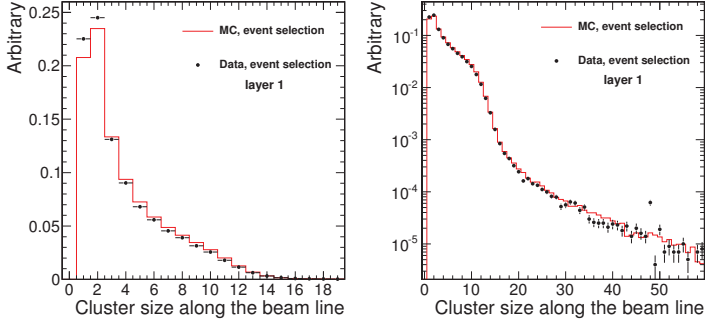 Arbitrary
0.25
0.2
0.15
0.1
0.05
0
0 2 4 6 8 10 12 14 16 18
Cluster size along the beam line
MC, event selection
Data, event selection
layer 1
Arbitrary
10-1
10-2
10-3
10-4
10-5
0 10 20 30 40 50
Cluster size along the beam line
MC, event selection
Data, event selection
layer 1